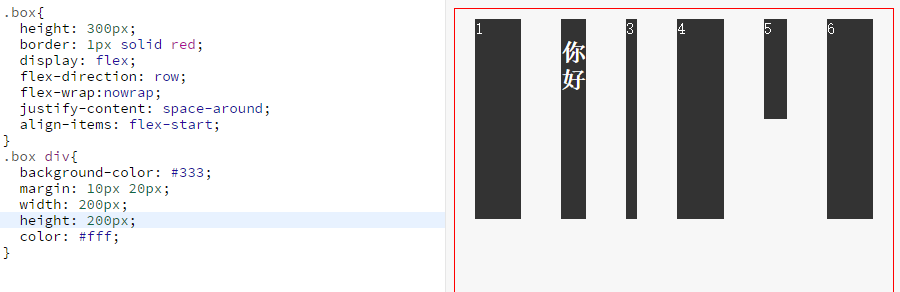 .box{
height: 300px;
border: 1px solid red;
display: flex;
flex-direction: row;
flex-wrap:nowrap;
justify-content: space-around;
align-items: flex-start;
}
.box div{
background-color: #333;
margin: 10px 20px;
width: 200px;
height: 200px;
color: #fff;
}
1
你
好
3
4
5
6